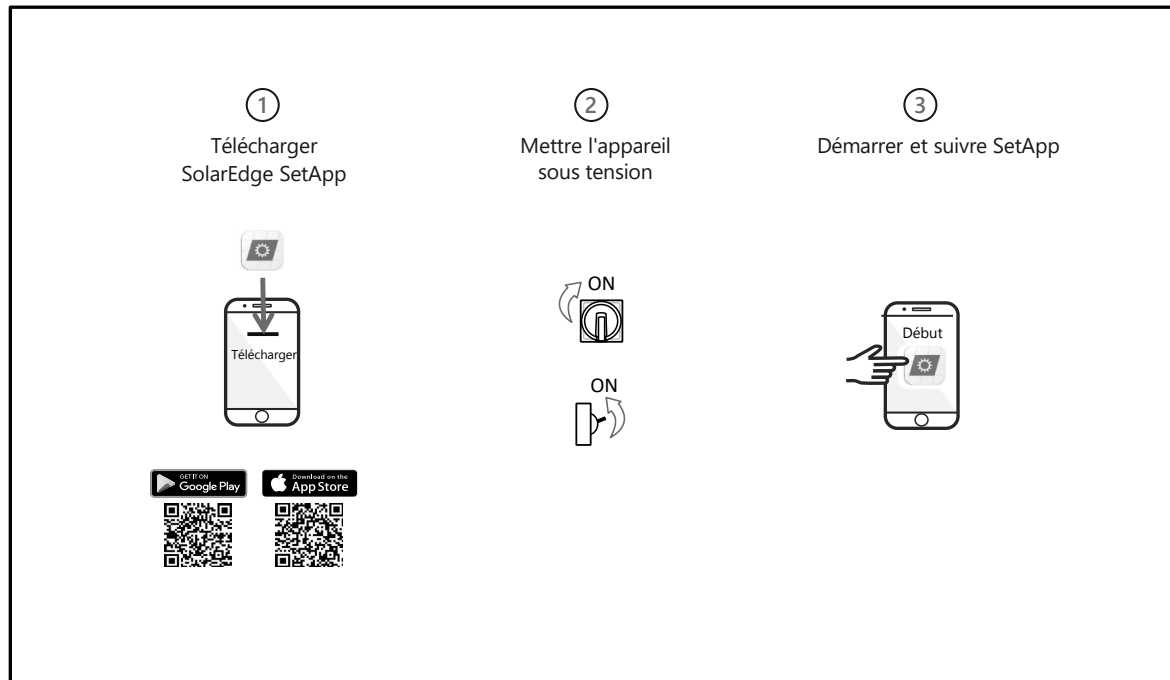 1
Télécharger
SolarEdge SetApp
Télécharger
GET IT ON
Google Play
Download on the
App Store
2
Mettre l'appareil
sous tension
ON
ON
3
Démarrer et suivre SetApp
Début